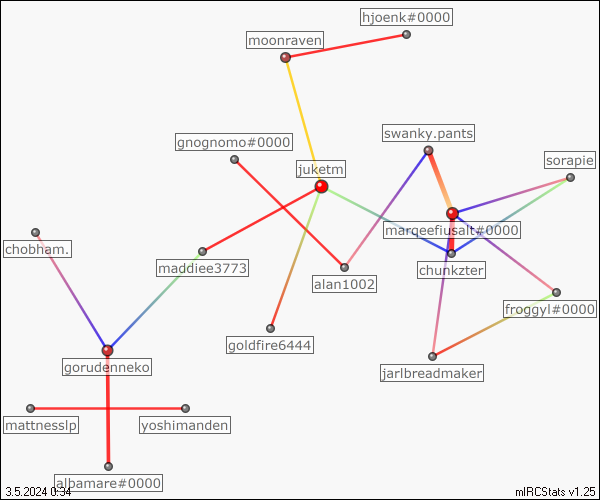 hjoenk#0000
moonraven
swanky.pants
gnognomo#0000
sorapie
juketm
marqeefiusalt#0000
chobham.
maddiee3773
chunkzter
alan1002
froggyl#0000
goldfire6444
gorudenneko
jarlbreadmaker
mattnesslp
yoshimanden
albamare#0000
3.5.2024 0:34
mIRCStats v1.25